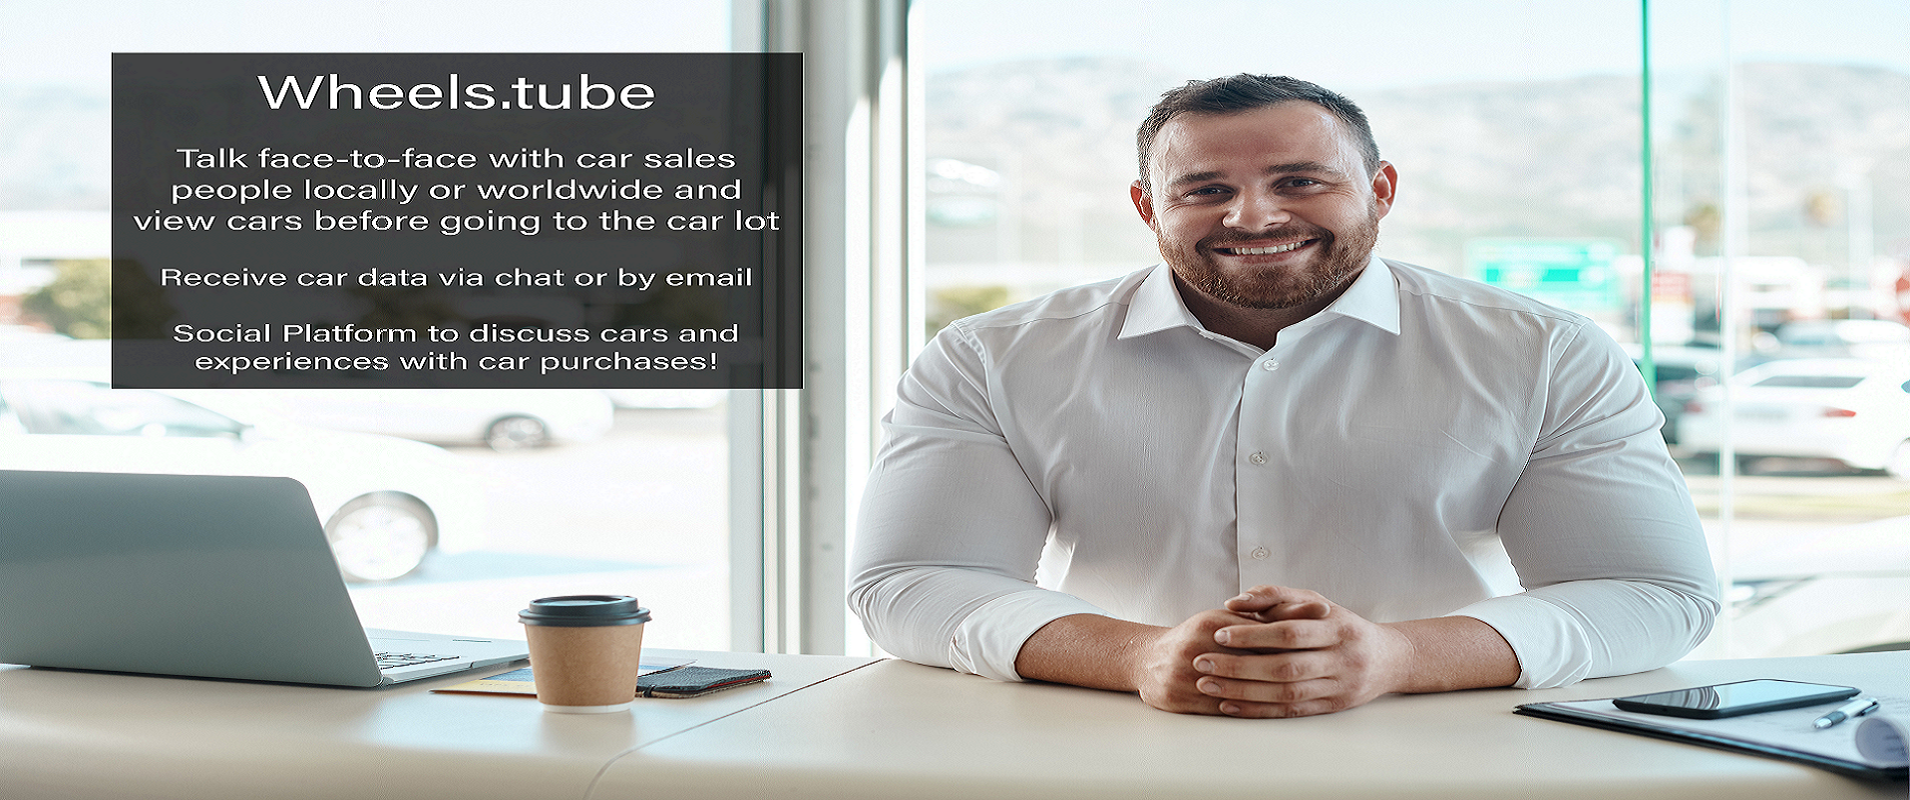 Wheels.tube
Talk face-to-face with car sales
people locally or worldwide and
view cars before going to the car lot
Receive car data via chat or by email
Social Platform to discuss cars and
experiences with car purchases!